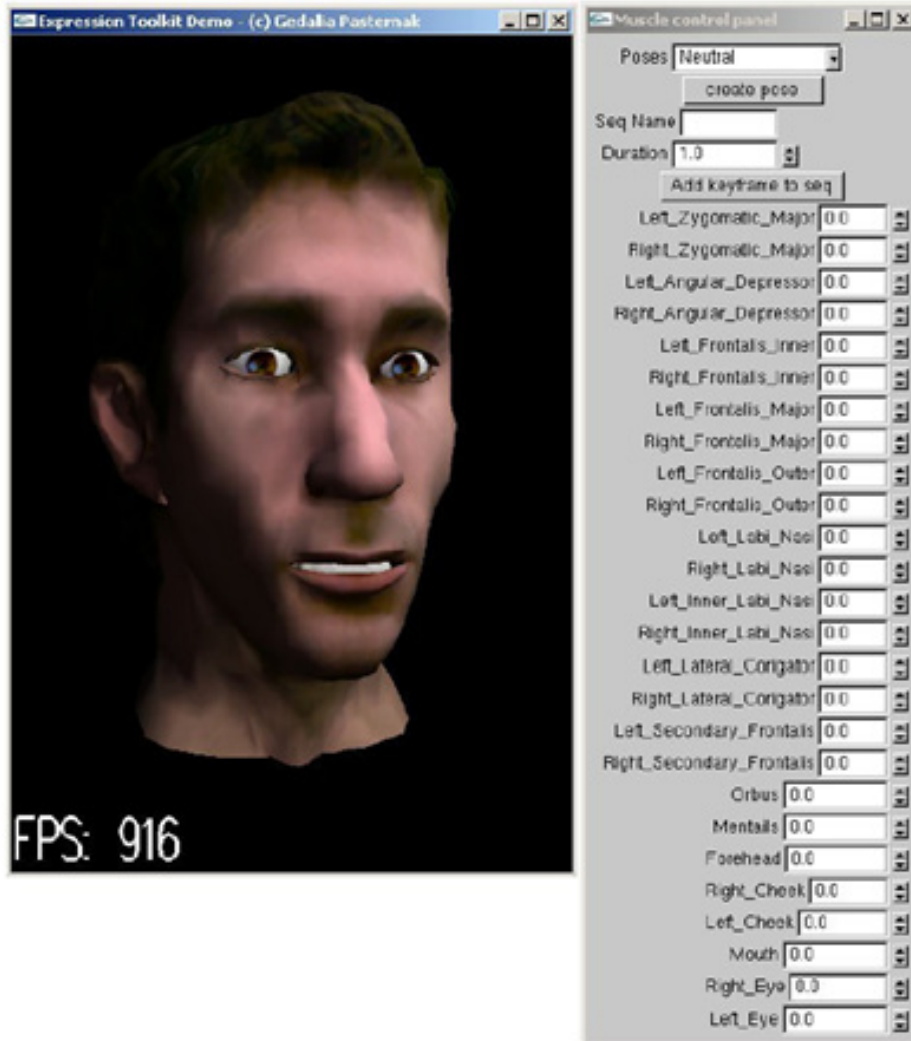 Expression Toolkit Demo - (c) Gedalia Pasternak
FPS: 916
Muscle control panel
Poses Neutral
create pose
Seq Name
Duration 1.0
Add keyframe to seq
Left_Zygomatic_Major 0.0
Right_Zygomatic_Major 0.0
Left_Angular_Depressor 0.0
Right_Angular_Depressor 0.0
Left_Frontalis_Inner 0.0
Right_Frontalis_Inner 0.0
Left_Frontalis_Major 0.0
Right_Frontalis_Major 0.0
Left_Frontalis_Outer 0.0
Right_Frontalis_Outer 0.0
Left_Labi_Nasi 0.0
Right_Labi_Nasi 0.0
Left_Inner_Labi_Nasi 0.0
Right_Inner_Labi_Nasi 0.0
Left_Lateral_Corigator 0.0
Right_Lateral_Corigator 0.0
Left_Secondary_Frontalis 0.0
Right_Secondary_Frontalis 0.0
Orbus 0.0
Mentalis 0.0
Forehead 0.0
Right_Cheek 0.0
Left_Cheek 0.0
Mouth 0.0
Right_Eye 0.0
Left_Eye 0.0